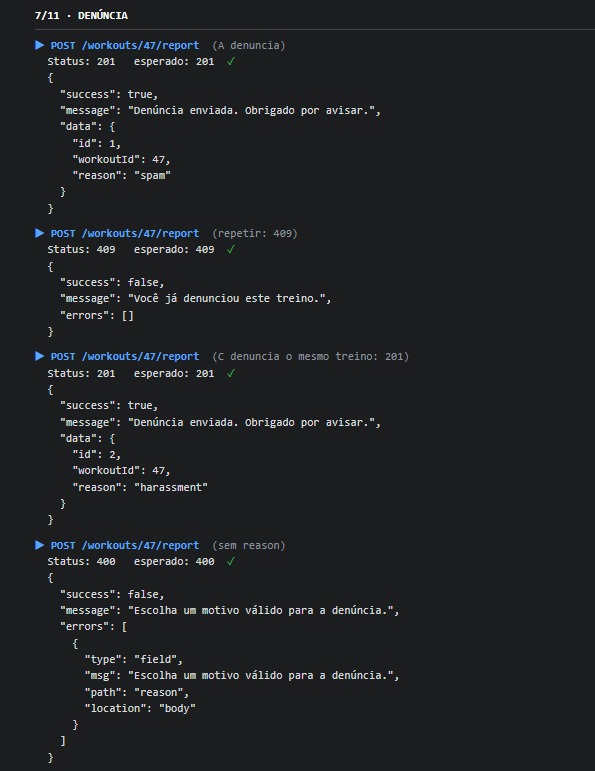 7/11 · DENÚNCIA
▶ POST /workouts/47/report (A denuncia)
Status: 201 esperado: 201 ✓
{
"success": true,
"message": "Denúncia enviada. Obrigado por avisar.",
"data": {
"id": 1,
"workoutId": 47,
"reason": "spam"
}
}
▶ POST /workouts/47/report (repetir: 409)
Status: 409 esperado: 409 ✓
{
"success": false,
"message": "Você já denunciou este treino.",
"errors": []
}
▶ POST /workouts/47/report (C denuncia o mesmo treino: 201)
Status: 201 esperado: 201 ✓
{
"success": true,
"message": "Denúncia enviada. Obrigado por avisar.",
"data": {
"id": 2,
"workoutId": 47,
"reason": "harassment"
}
}
▶ POST /workouts/47/report (sem reason)
Status: 400 esperado: 400 ✓
{
"success": false,
"message": "Escolha um motivo válido para a denúncia.",
"errors": [
{
"type": "field",
"msg": "Escolha um motivo válido para a denúncia.",
"path": "reason",
"location": "body"
}
]
}